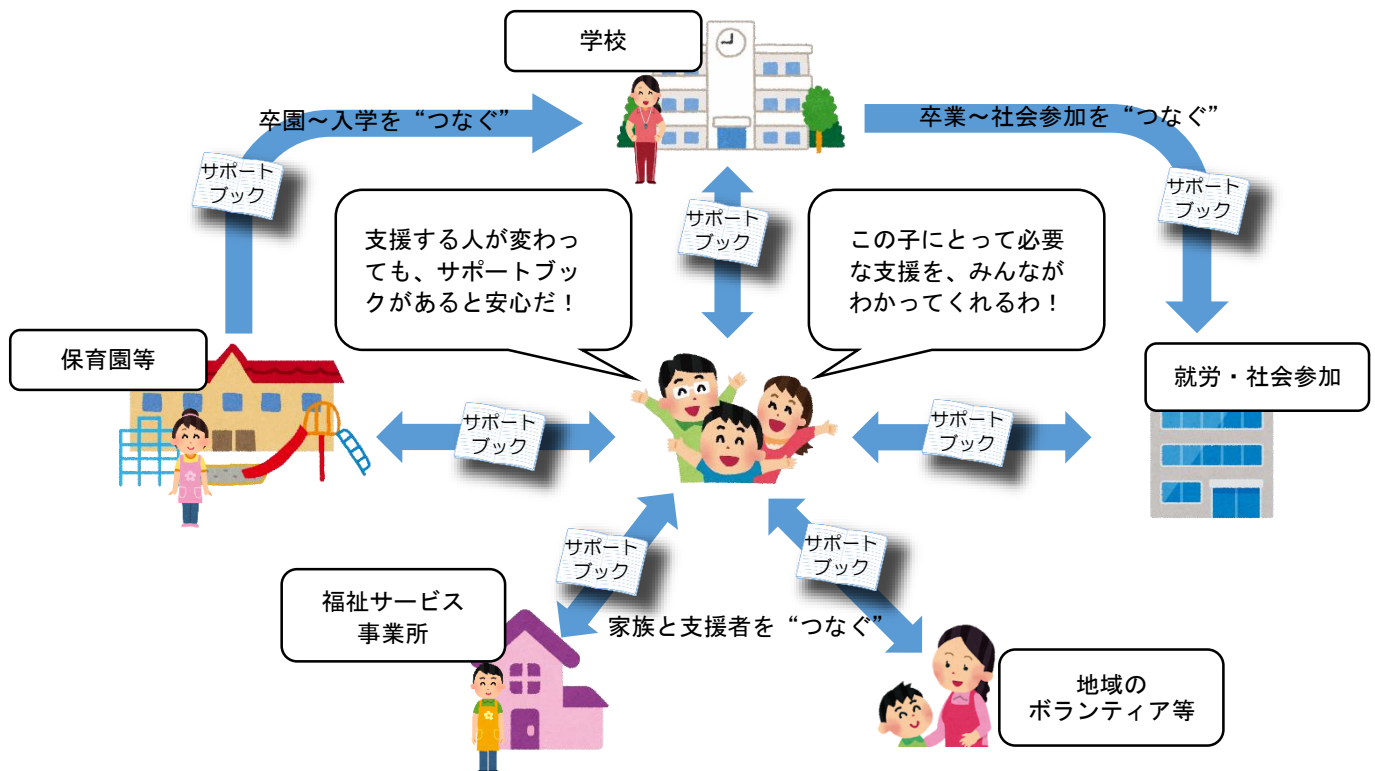 学校
卒園～入学を“つなぐ”
卒業～社会参加を“つなぐ”
サポート
ブック
サポート
ブック
サポート
ブック
支援する人が変わっ
ても、サポートブッ
クがあると安心だ！
この子にとって必要
な支援を、みんなが
わかってくれるわ！
保育園等
就労・社会参加
サポート
ブック
サポート
ブック
サポート
ブック
サポート
ブック
福祉サービス
事業所
家族と支援者を“つなぐ”
地域の
ボランティア等